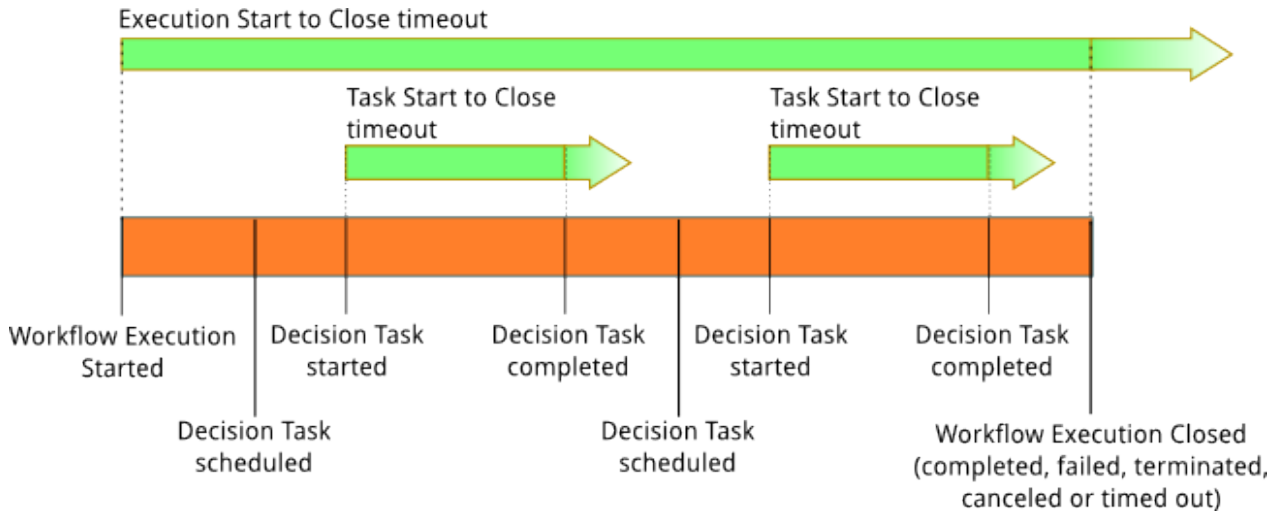 Execution Start to Close timeout
Task Start to Close
timeout
Task Start to Close
timeout
Workflow Execution
Started
Decision Task
started
Decision Task
completed
Decision Task
started
Decision Task
completed
Decision Task
scheduled
Decision Task
scheduled
Workflow Execution Closed
(completed, failed, terminated,
canceled or timed out)